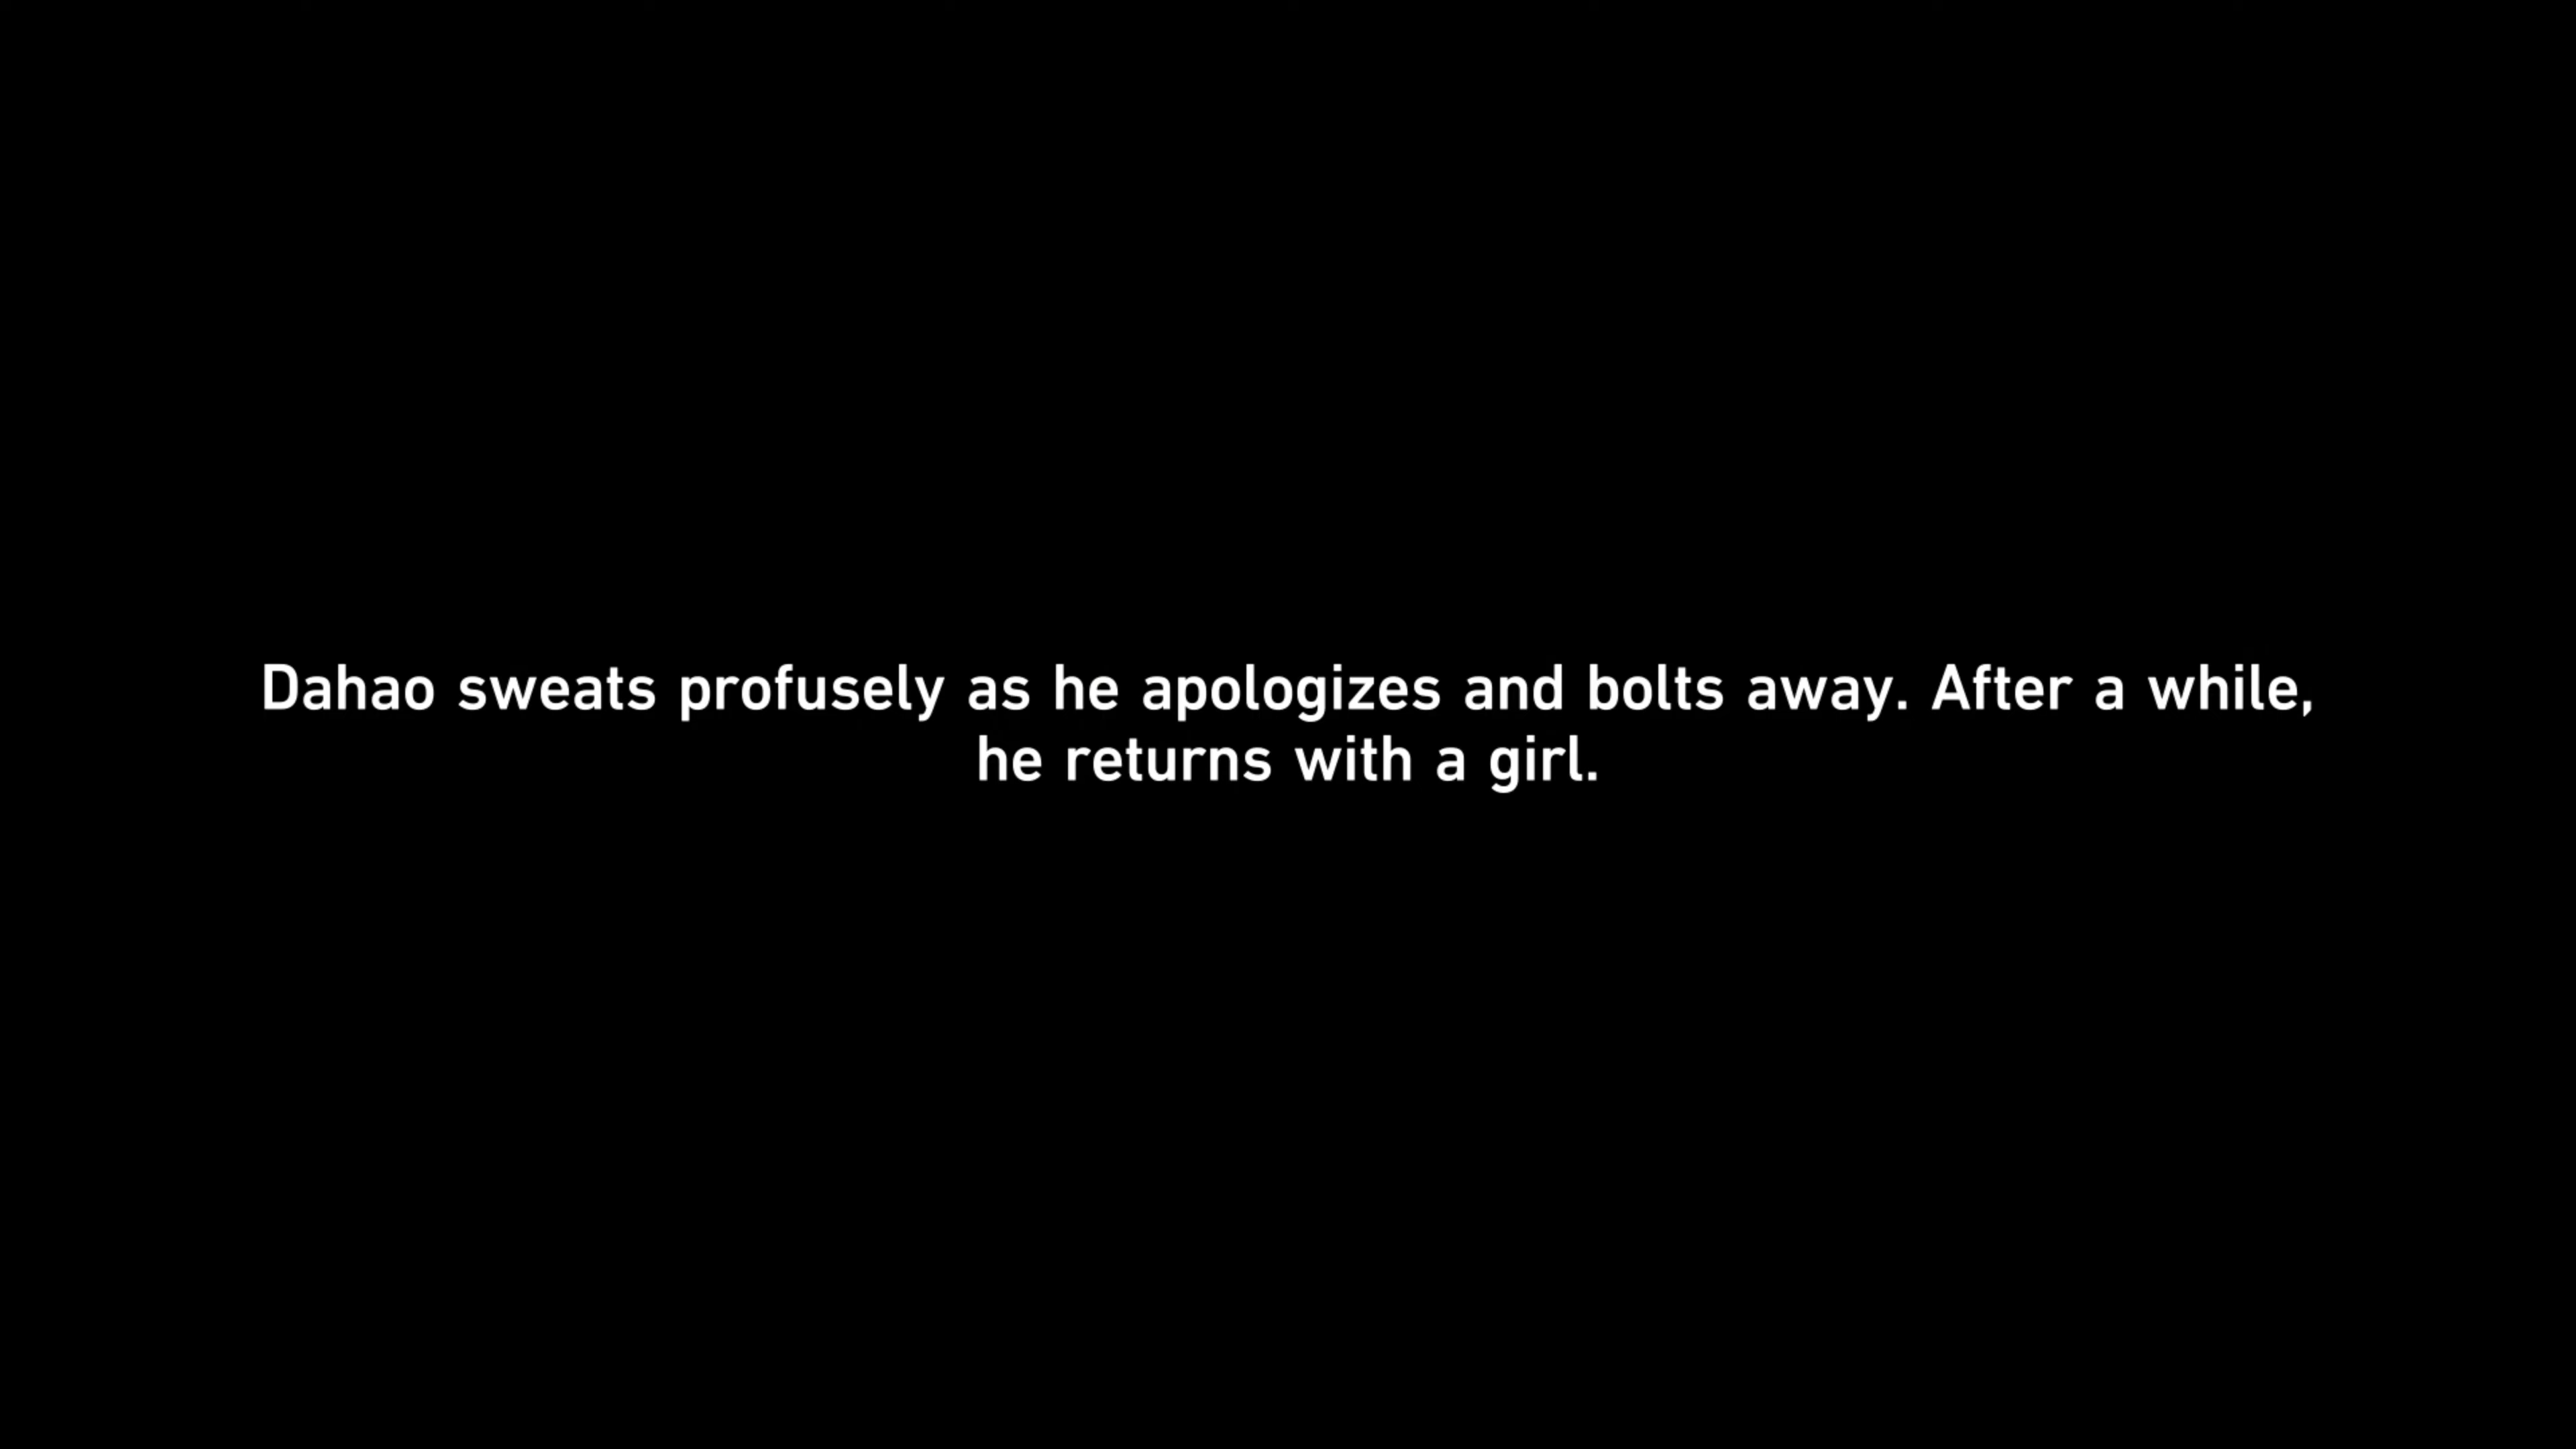 Dahao sweats profusely as he apologizes and bolts away. After a while,
he returns with a girl.